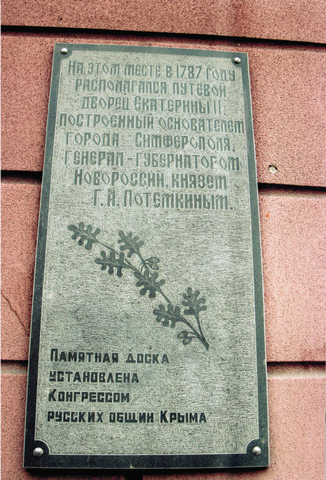 На этом месте в 1787 году
располагался путевой
дворец Екатерины II,
построенный основателем
города Симферополя,
генерал-губернатором
Новороссии, князем
Г. А. Потемкиным.
Памятная доска
установлена
Конгрессом
русских общин Крыма